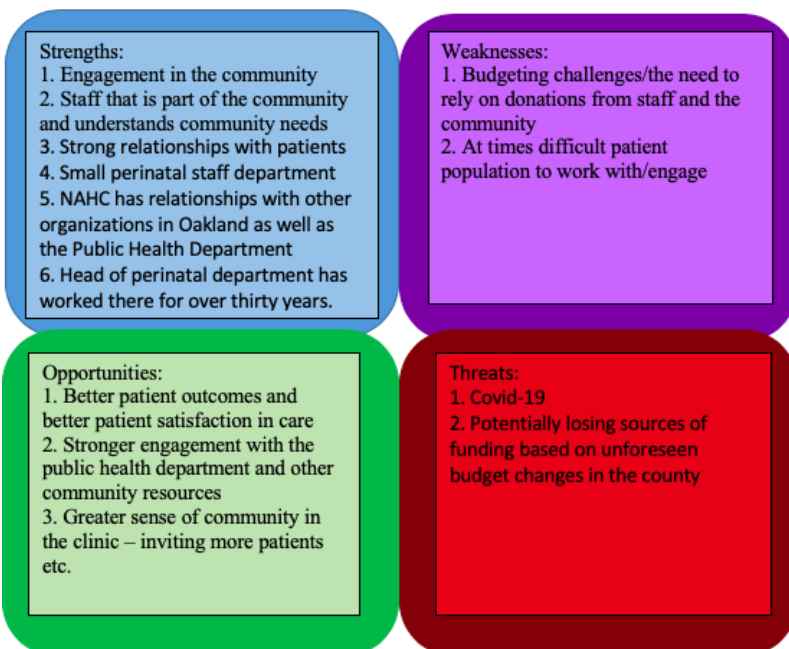 Strengths:
1. Engagement in the community
2. Staff that is part of the community
and understands community needs
3. Strong relationships with patients
4. Small perinatal staff department
5. NAHC has relationships with other
organizations in Oakland as well as
the Public Health Department
6. Head of perinatal department has
worked there for over thirty years.
Weaknesses:
1. Budgeting challenges/the need to
rely on donations from staff and the
community
2. At times difficult patient
population to work with/engage
Opportunities:
1. Better patient outcomes and
better patient satisfaction in care
2. Stronger engagement with the
public health department and other
community resources
3. Greater sense of community in
the clinic – inviting more patients
etc.
Threats:
1. Covid-19
2. Potentially losing sources of
funding based on unforeseen
budget changes in the county